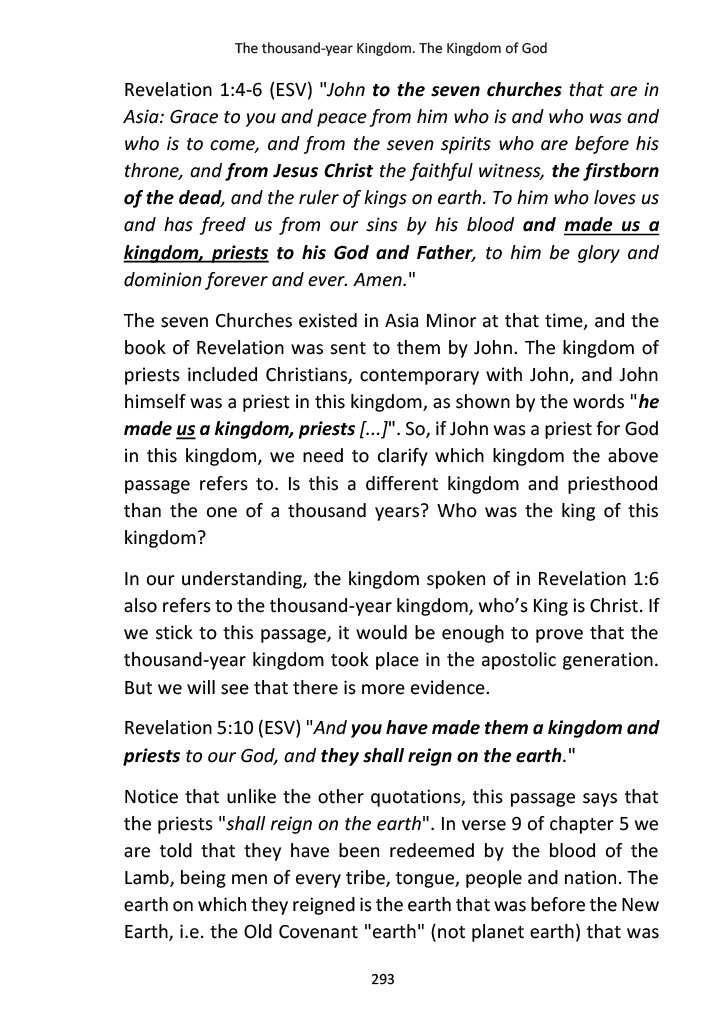 The thousand-year Kingdom. The Kingdom of God
Revelation 1:4-6 (ESV) "John to the seven churches that are in
Asia: Grace to you and peace from him who is and who was and
who is to come, and from the seven spirits who are before his
throne, and from Jesus Christ the faithful witness, the firstborn
of the dead, and the ruler of kings on earth. To him who loves us
and has freed us from our sins by his blood and made us a
kingdom, priests to his God and Father, to him be glory and
dominion forever and ever. Amen."
The seven Churches existed in Asia Minor at that time, and the
book of Revelation was sent to them by John. The kingdom of
priests included Christians, contemporary with John, and John
himself was a priest in this kingdom, as shown by the words "he
made us a kingdom, priests [...]". So, if John was a priest for God
in this kingdom, we need to clarify which kingdom the above
passage refers to. Is this a different kingdom and priesthood
than the one of a thousand years? Who was the king of this
kingdom?
In our understanding, the kingdom spoken of in Revelation 1:6
also refers to the thousand-year kingdom, who’s King is Christ. If
we stick to this passage, it would be enough to prove that the
thousand-year kingdom took place in the apostolic generation.
But we will see that there is more evidence.
Revelation 5:10 (ESV) "And you have made them a kingdom and
priests to our God, and they shall reign on the earth."
Notice that unlike the other quotations, this passage says that
the priests "shall reign on the earth". In verse 9 of chapter 5 we
are told that they have been redeemed by the blood of the
Lamb, being men of every tribe, tongue, people and nation. The
earth on which they reigned is the earth that was before the New
Earth, i.e. the Old Covenant "earth" (not planet earth) that was
293